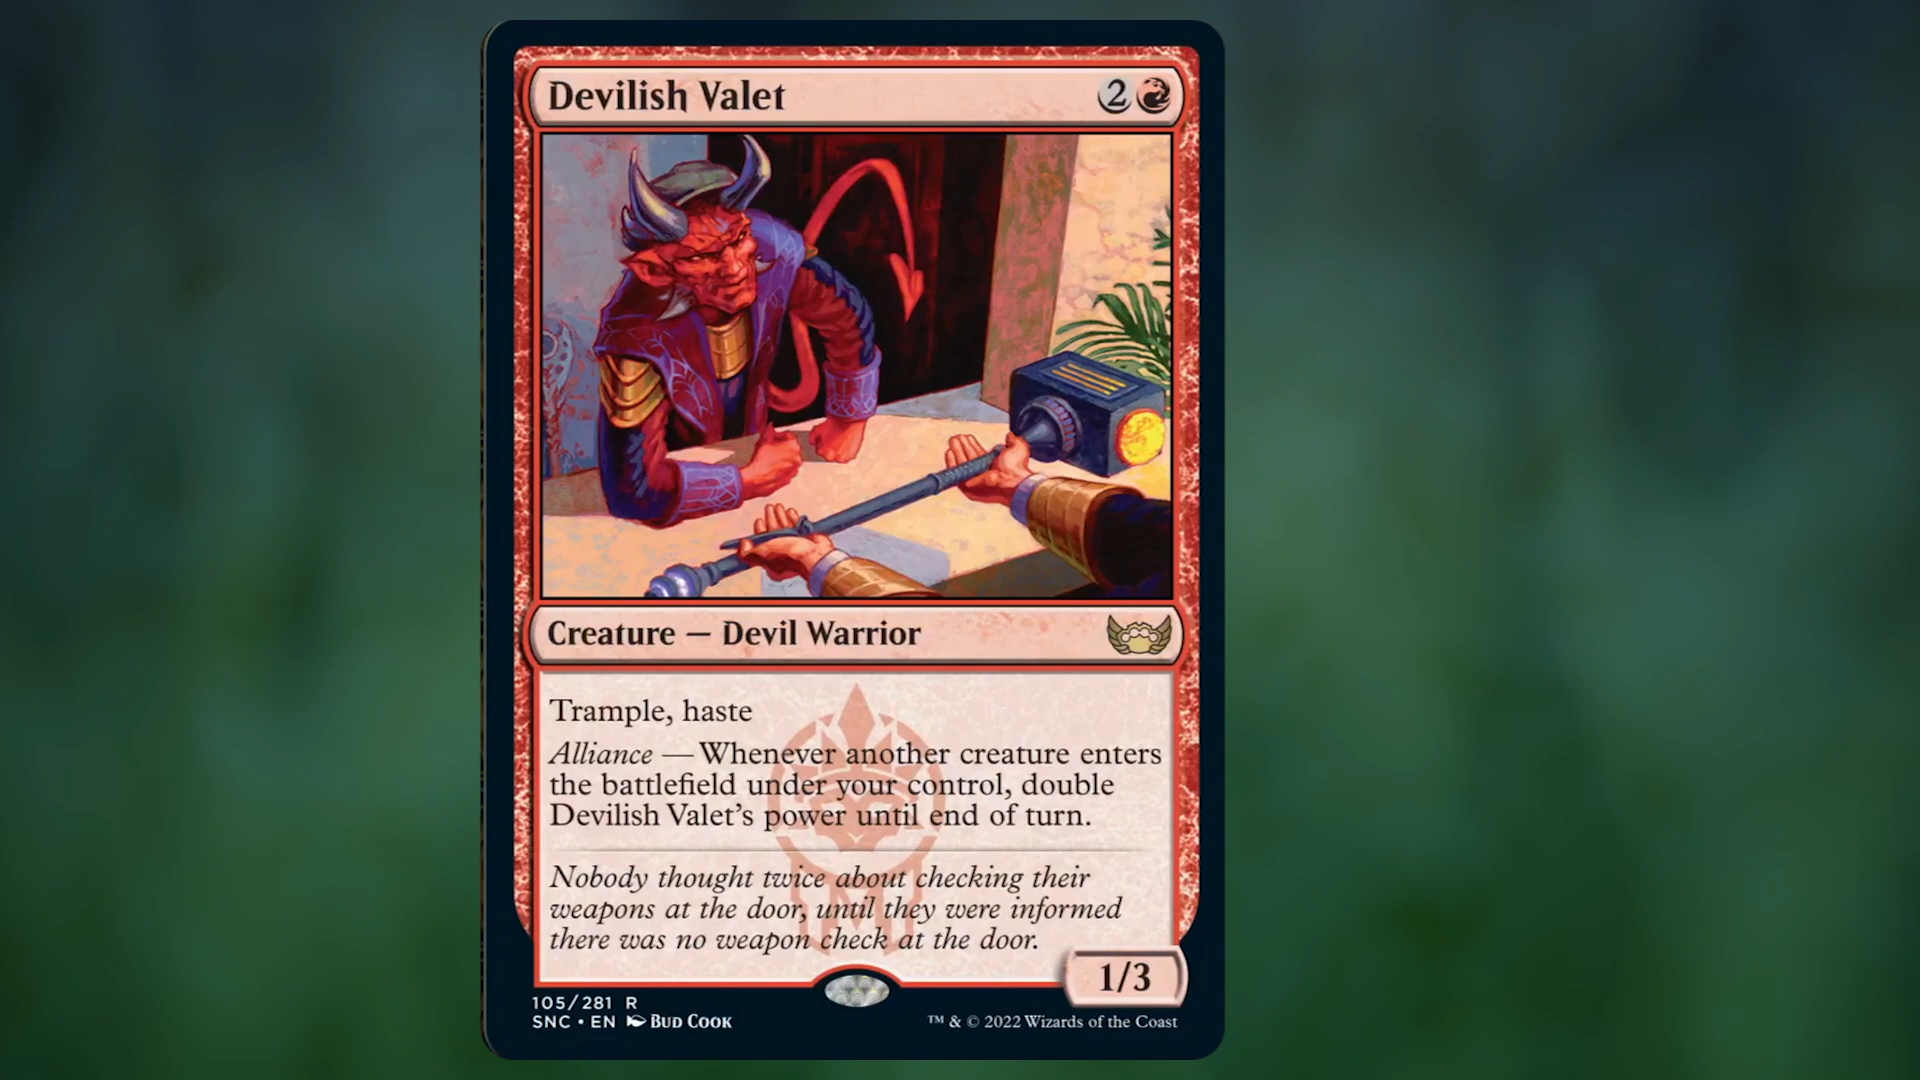 Devilish Valet 2
Creature — Devil Warrior
Trample, haste
Alliance — Whenever another creature enters
the battlefield under your control, double
Devilish Valet's power until end of turn.
Nobody thought twice about checking their
weapons at the door, until they were informed
there was no weapon check at the door.
1/3
105/281 R
SNC • EN Bud Cook
™ & © 2022 Wizards of the Coast